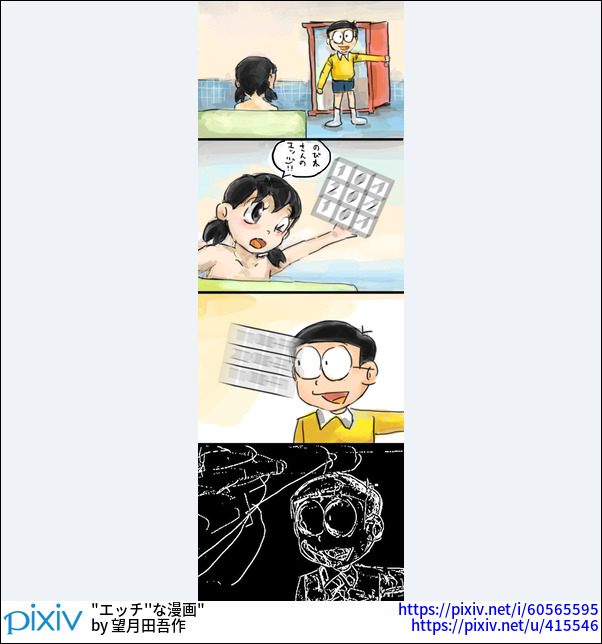 のび太
さんの
エッジ!!
pixiv
"エッチ"な漫画"
by 望月田吾作
https://pixiv.net/i/60565595
https://pixiv.net/u/415546